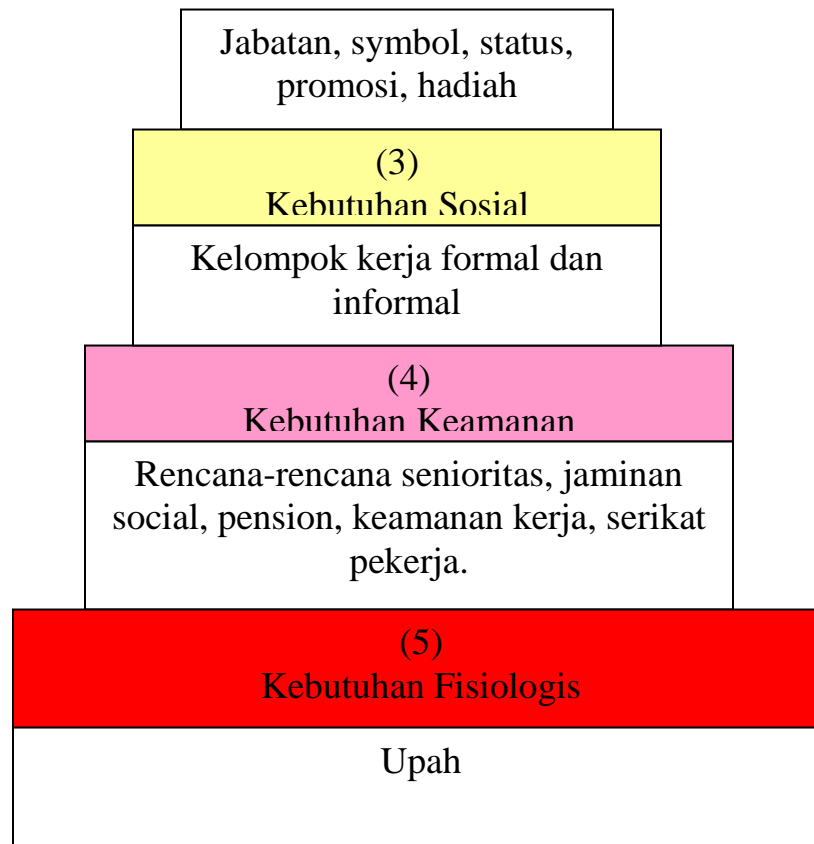 Jabatan, symbol, status,
promosi, hadiah
(3)
Kebutuhan Sosial
Kelompok kerja formal dan
informal
(4)
Kebutuhan Keamanan
Rencana-rencana senioritas, jaminan
social, pension, keamanan kerja, serikat
pekerja.
(5)
Kebutuhan Fisiologis
Upah